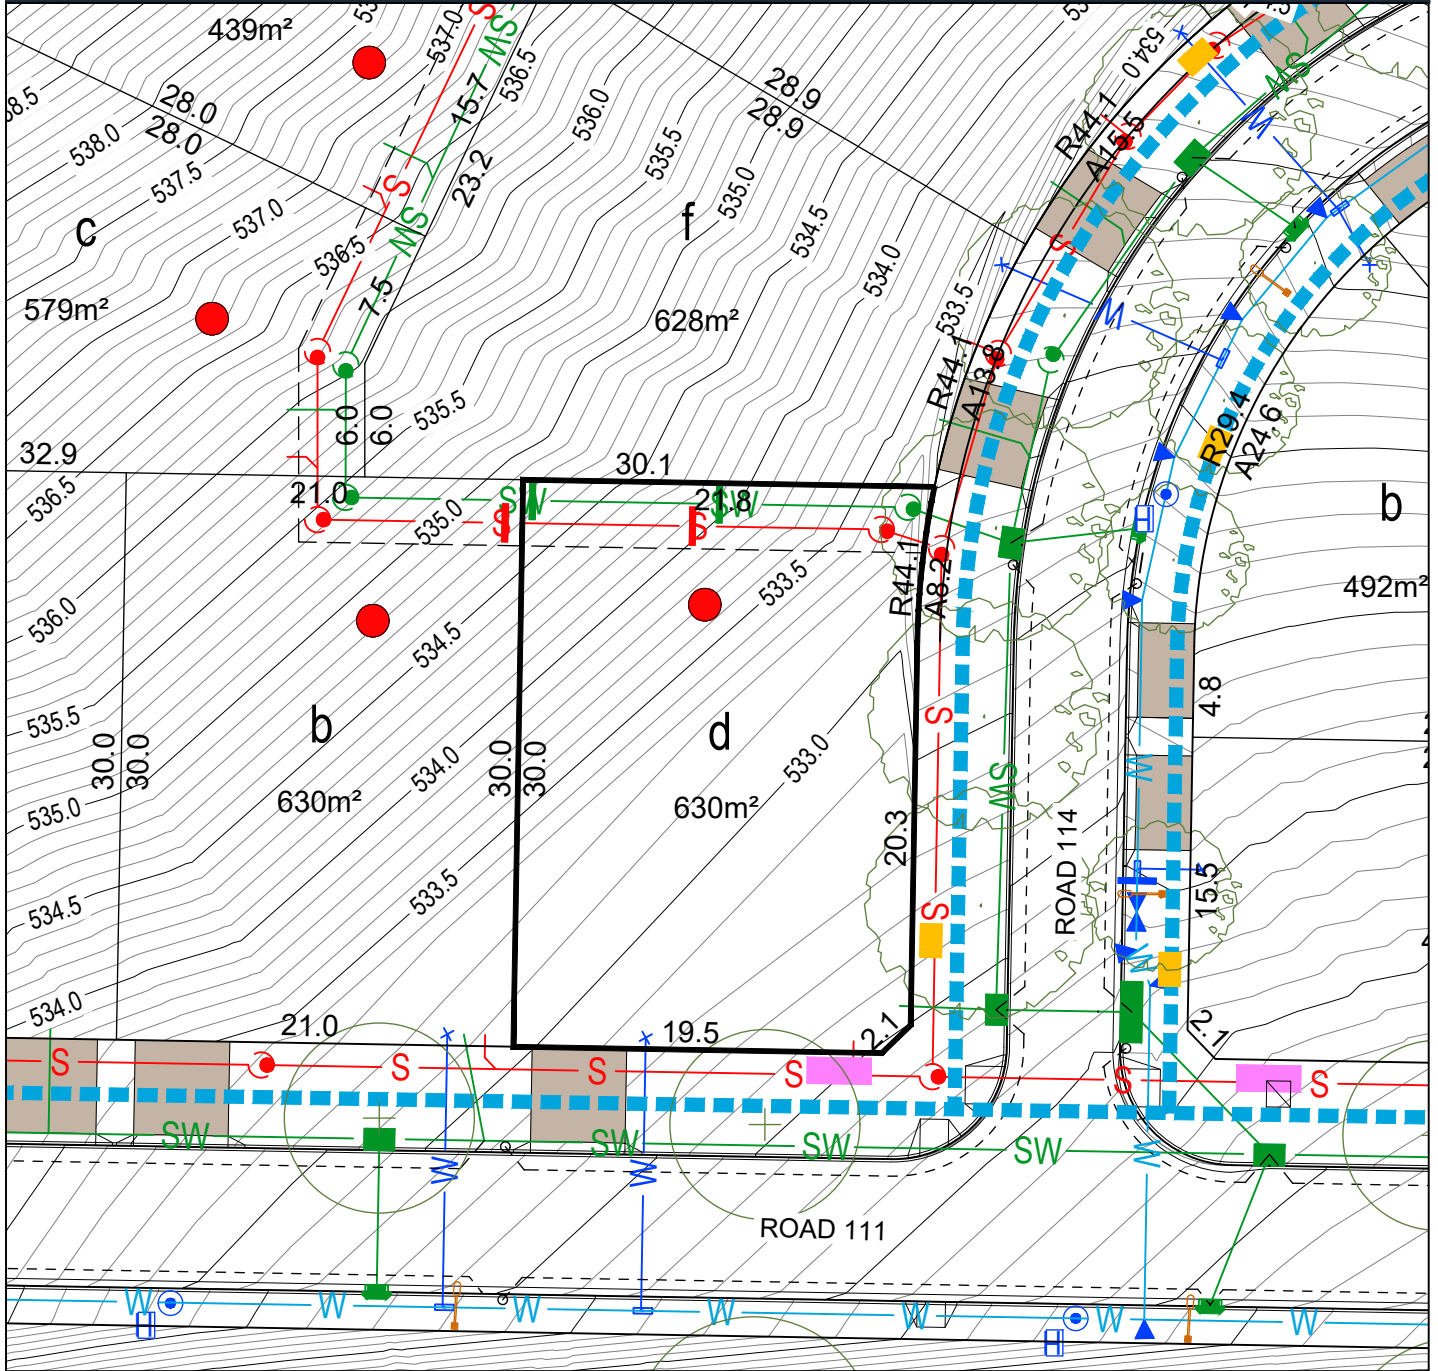 439m²
537.0
SW
S
536.5
15.7
28.0
28.0
538.0
537.5
537.0
23.2
S
SW
536.5
7.5
c
579m²
536.0
535.5
535.0
534.5
534.0
533.5
28.9
28.9
f
628m²
534.0
R44.1
A15.5
S
MS
M
M
R44.1
A13.8
R29.4
A24.6
6.0
6.0
535.5
32.9
21.0
535.0
30.1
21.8
SW
SW
S
S
H
b
492m²
536.5
536.0
535.5
535.0
534.5
534.0
534.5
534.0
533.5
533.5
533.0
R44.1
A8.2
b
630m²
30.0
30.0
30.0
30.0
d
630m²
20.3
S
S
SW
ROAD 114
W
W
4.8
15.5
2.1
21.0
19.5
2.1
S
S
S
S
S
S
SW
SW
SW
SW
W
W
W
ROAD 111
W
W
W
W
W
W
W
H
H